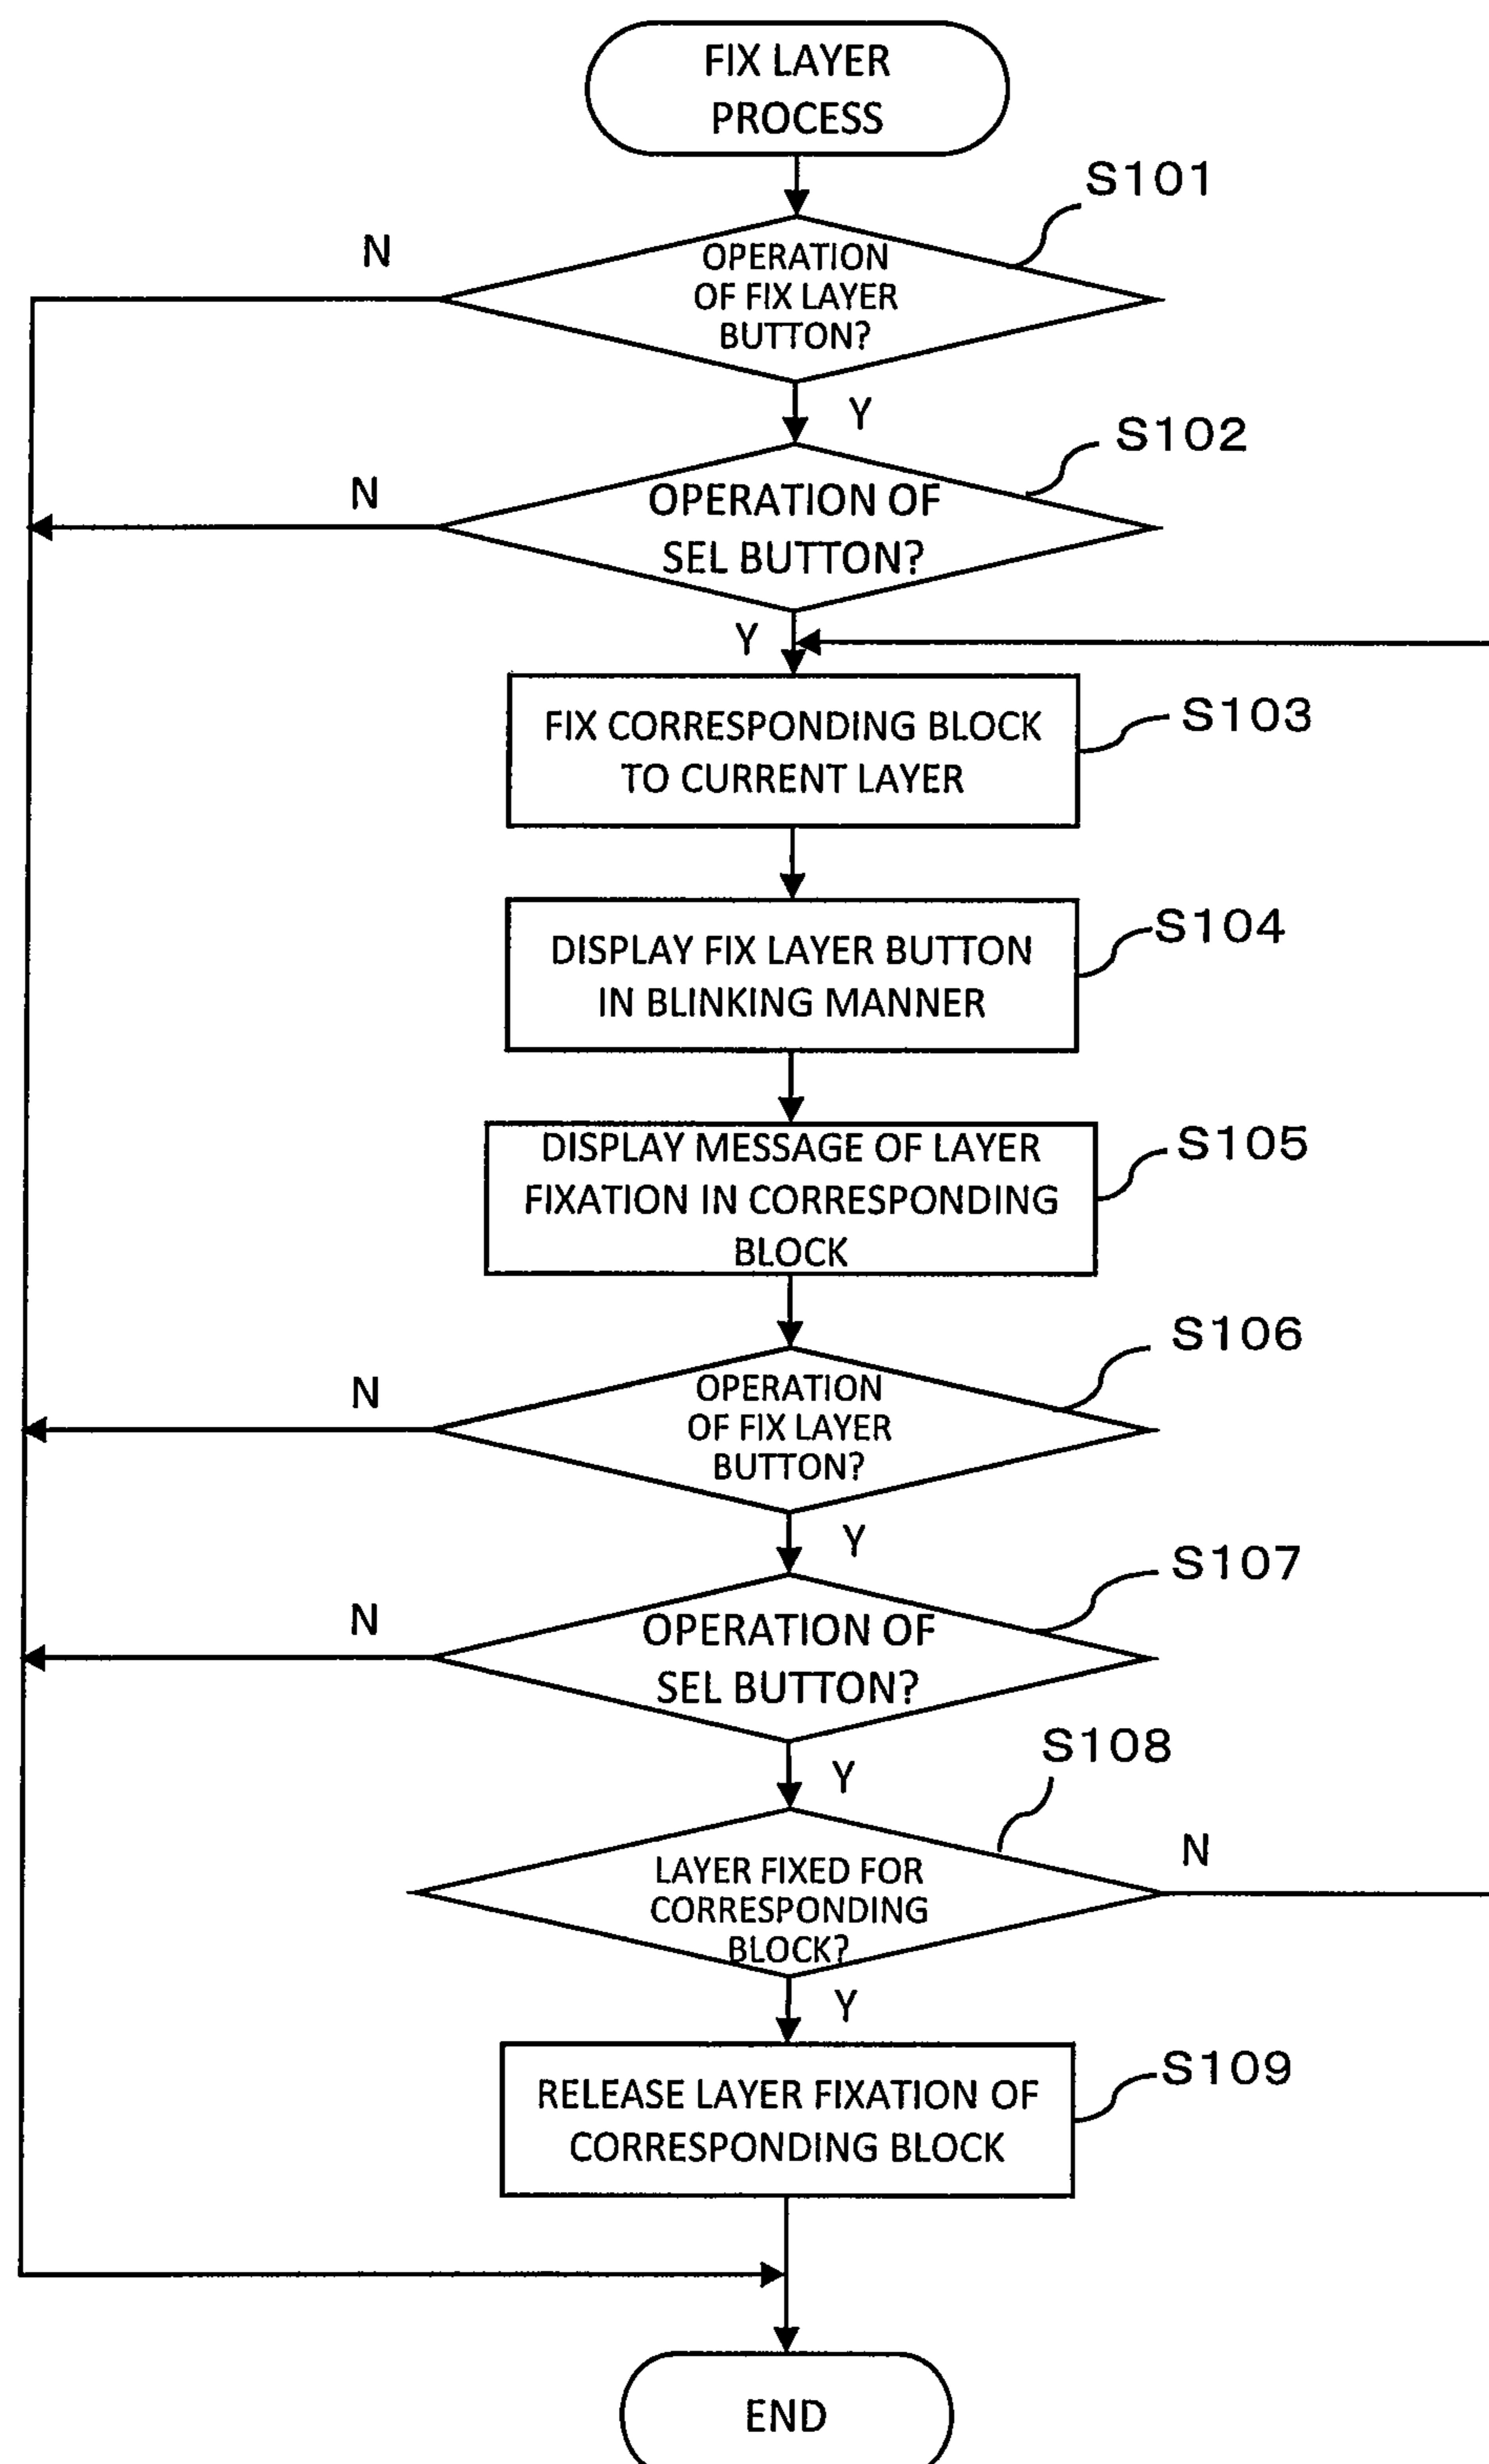 FIX LAYER
PROCESS
S101
N
OPERATION
OF FIX LAYER
BUTTON?
Y
S102
N
OPERATION OF
SEL BUTTON?
Y
S103
FIX CORRESPONDING BLOCK
TO CURRENT LAYER
S104
DISPLAY FIX LAYER BUTTON
IN BLINKING MANNER
S105
DISPLAY MESSAGE OF LAYER
FIXATION IN CORRESPONDING
BLOCK
S106
N
OPERATION
OF FIX LAYER
BUTTON?
Y
S107
N
OPERATION OF
SEL BUTTON?
Y
S108
N
LAYER FIXED FOR
CORRESPONDING
BLOCK?
Y
S109
RELEASE LAYER FIXATION OF
CORRESPONDING BLOCK
END